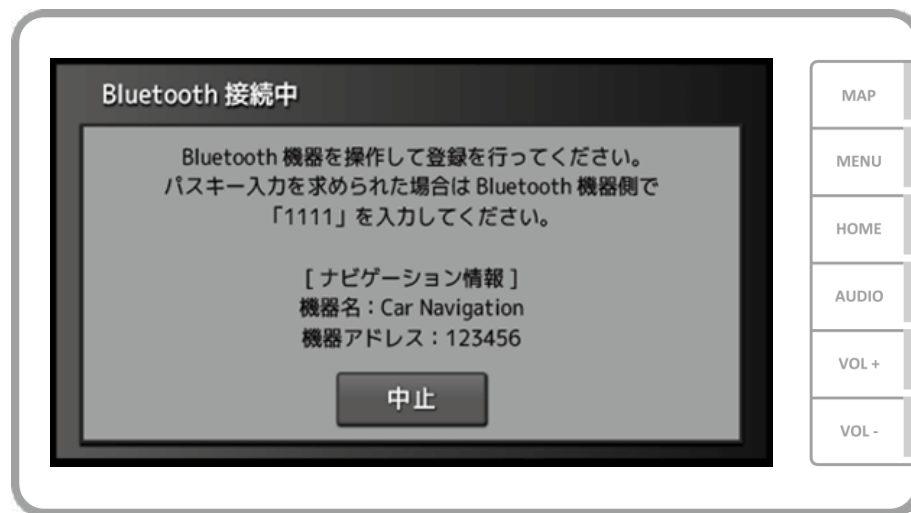 Bluetooth 接続中
Bluetooth 機器を操作して登録を行ってください。
パスキー入力を求められた場合は Bluetooth 機器側で
「1111」を入力してください。
[ ナビゲーション情報 ]
機器名：Car Navigation
機器アドレス：123456
中止
MAP
MENU
HOME
AUDIO
VOL +
VOL -